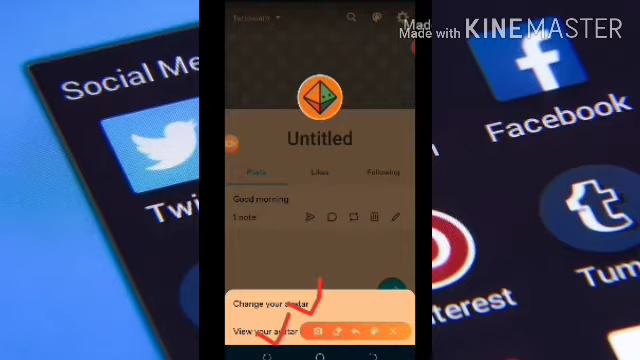 Made with KINEMASTER
Social Me
Twi
Facebook
interest
Tum
Untitled
Posts Likes Following
Good morning
1 note
Change your avatar
View your avatar